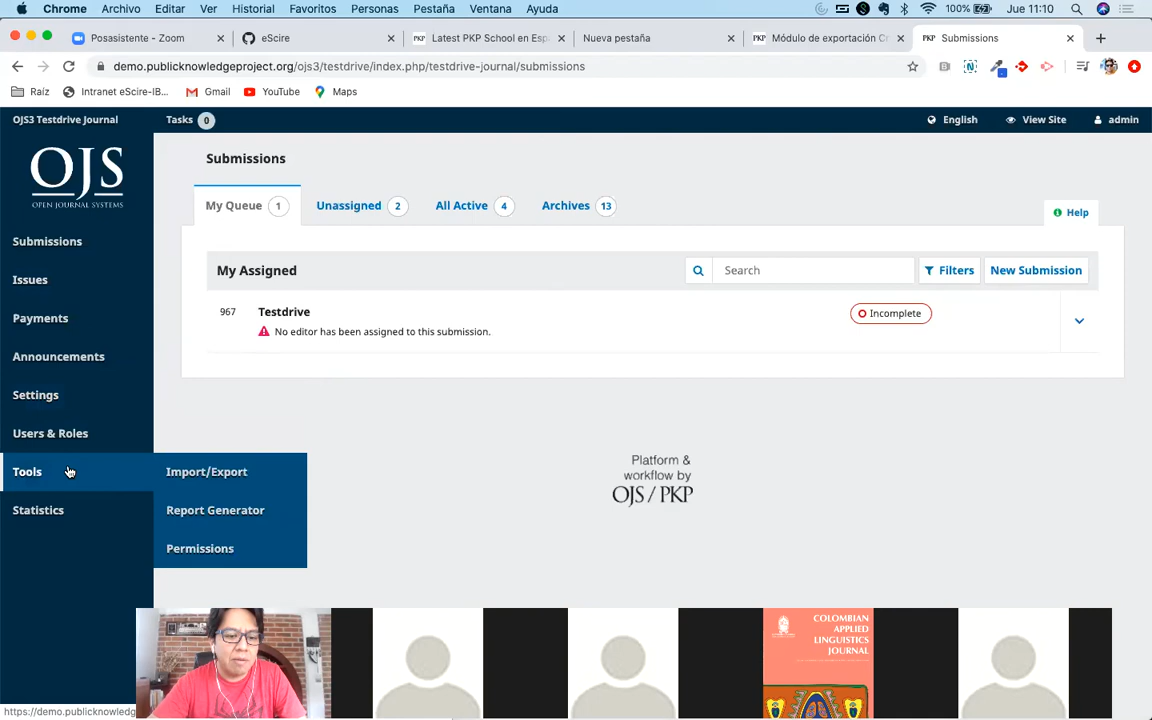 Chrome Archivo Editar Ver Historial Favoritos Personas Pestaña Ventana Ayuda 100% Jue 11:10
Posasistente - Zoom eScire Latest PKP School en Esp Nueva pestaña Módulo de exportación C Submissions
demo.publicknowledgeproject.org/ojs3/testdrive/index.php/testdrive-journal/submissions
Raíz Intranet eScire-IB... Gmail YouTube Maps
OJS3 Testdrive Journal Tasks 0 English View Site admin
OJS
OPEN JOURNAL SYSTEMS
Submissions
My Queue 1 Unassigned 2 All Active 4 Archives 13
Help
Submissions
Issues
Payments
Announcements
Settings
Users & Roles
Tools
Statistics
My Assigned Search Filters New Submission
967 Testdrive Incomplete
No editor has been assigned to this submission.
Import/Export
Report Generator
Permissions
Platform &
workflow by
OJS / PKP
COLOMBIAN
APPLIED
LINGUISTICS
JOURNAL
https://demo.publicknowledg